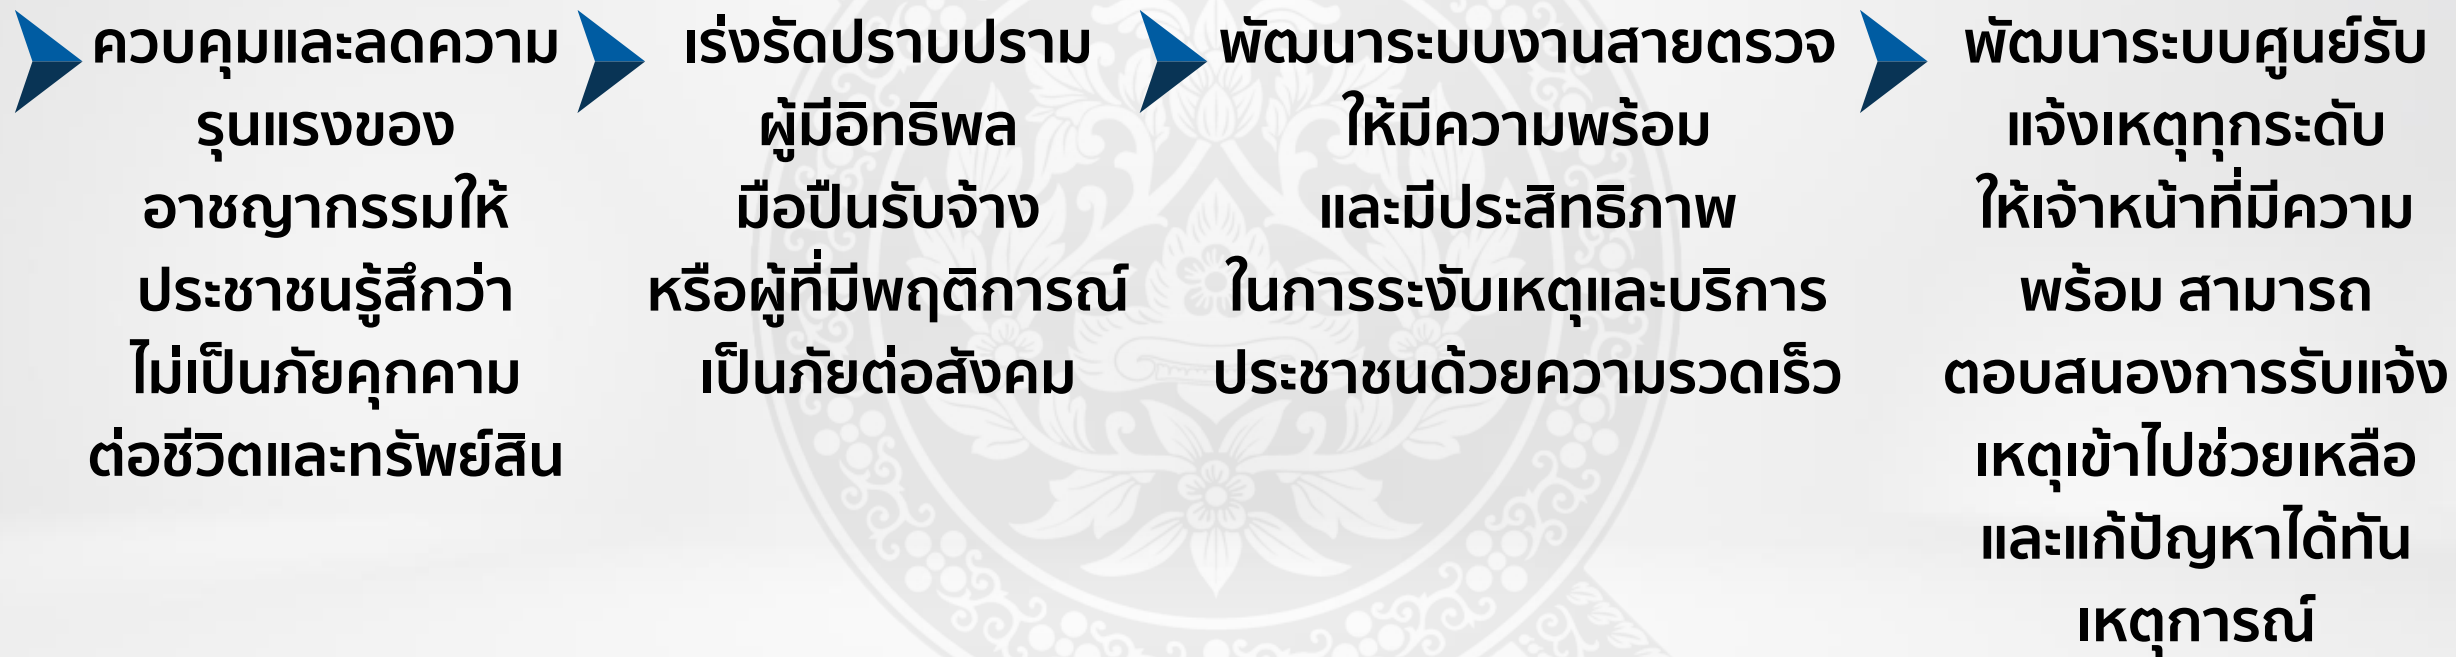 ควบคุมและลดความ
รุนแรงของ
อาชญากรรมให้
ประชาชนรู้สึกว่า
ไม่เป็นภัยคุกคาม
ต่อชีวิตและทรัพย์สิน
เร่งรัดปราบปราม
ผู้มีอิทธิพล
มือปืนรับจ้าง
หรือผู้ที่มีพฤติการณ์
เป็นภัยต่อสังคม
พัฒนาระบบงานสายตรวจ
ให้มีความพร้อม
และมีประสิทธิภาพ
ในการระงับเหตุและบริการ
ประชาชนด้วยความรวดเร็ว
พัฒนาระบบศูนย์รับ
แจ้งเหตุทุกระดับ
ให้เจ้าหน้าที่มีความ
พร้อม สามารถ
ตอบสนองการรับแจ้ง
เหตุเข้าไปช่วยเหลือ
และแก้ปัญหาได้ทัน
เหตุการณ์